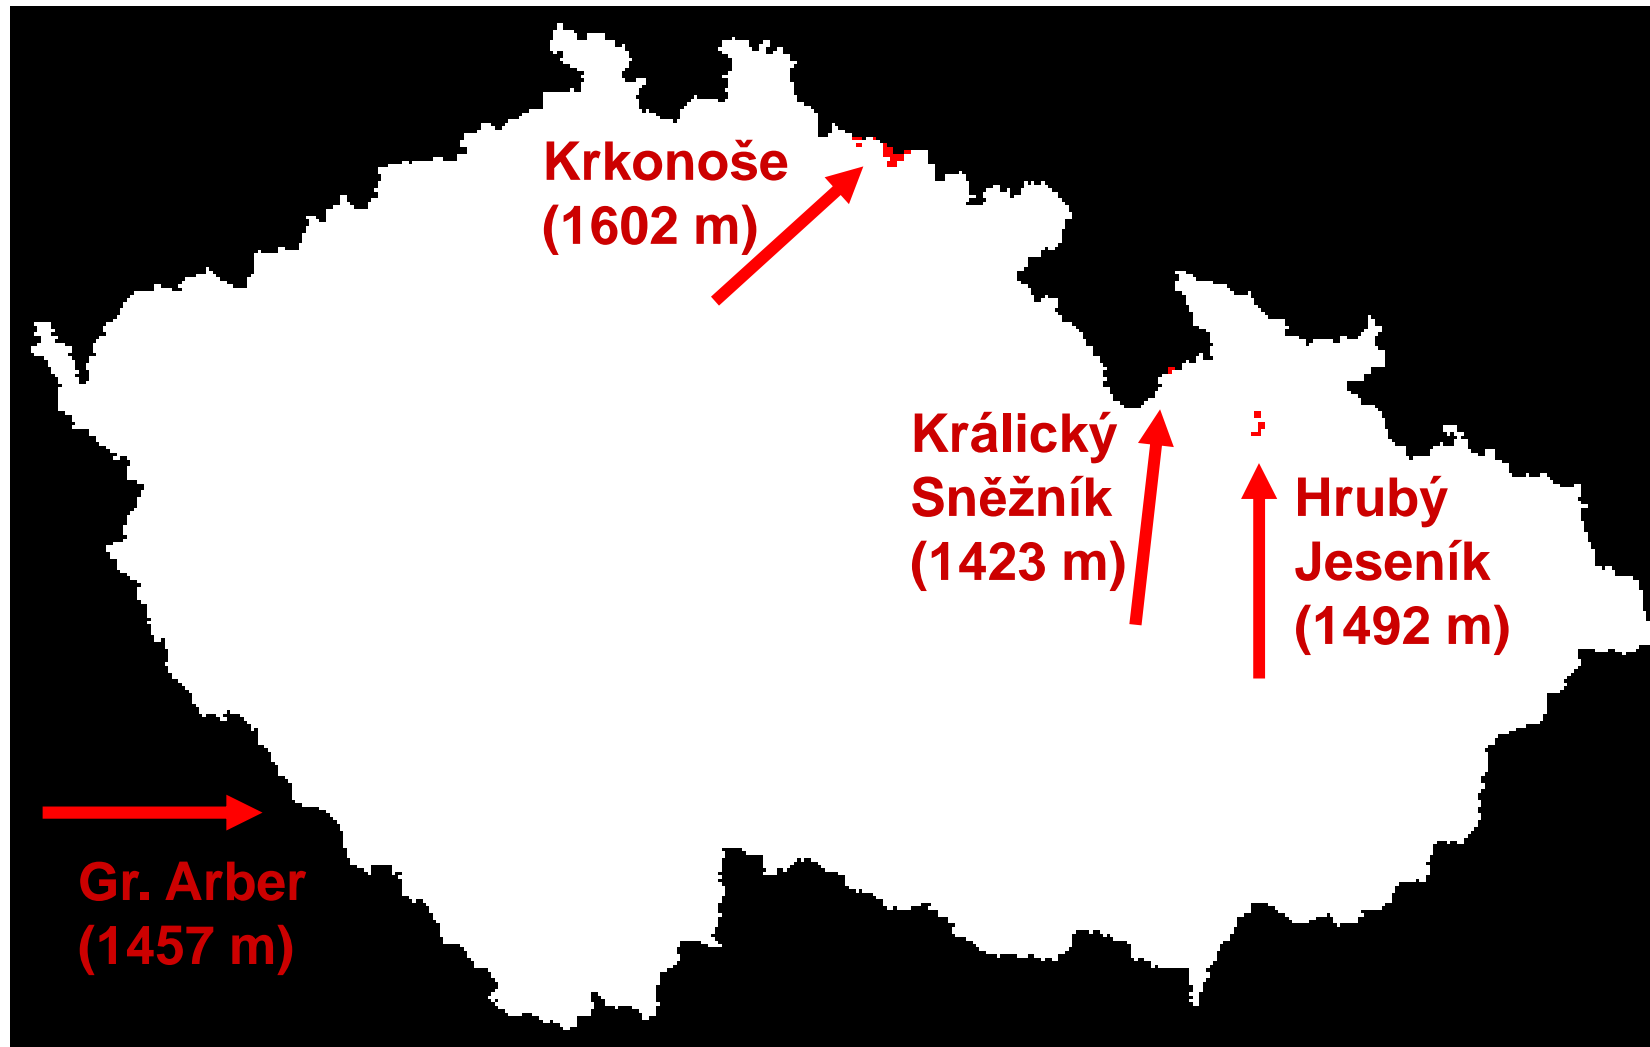 Krkonoše
(1602 m)
Králický
Sněžník
(1423 m)
Hrubý
Jeseník
(1492 m)
Gr. Arber
(1457 m)